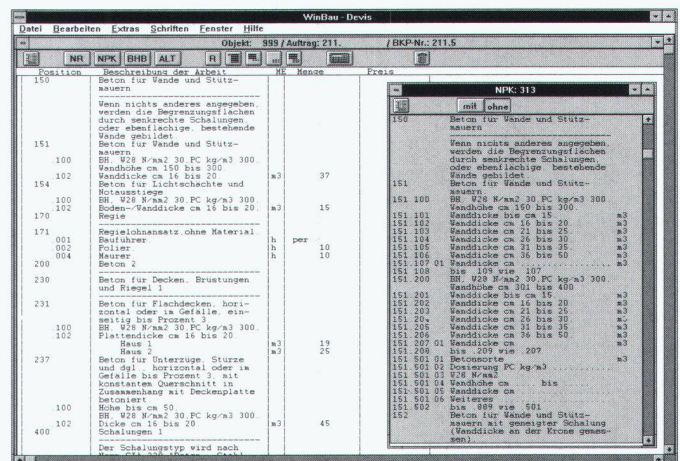 WinBau - Devis
Datei Bearbeiten Extras Schriften Fenster Hilfe
Objekt: 999 / Auftrag: 211. / BKP-Nr.: 211.5
NR NPK BHB ALT R
Position Beschreibung der Arbeit ME Menge Preis
150 Beton für Wände und Stütz-
mauern
Wenn nichts anderes angegeben,
werden die Begrenzungsflächen
durch senkrechte Schalungen,
oder ebenflächige, bestehende
Wände gebildet.
151 Beton für Wände und Stütz-
mauern
.100 BH. W28 N/mm2 30.PC kg/m3 300.
Wandhöhe cm 150 bis 300.
.102 Wanddicke cm 16 bis 20. m3 37
154 Beton für Lichtschächte und
Notausstiege
.100 BH. W28 N/mm2 30.PC kg/m3 300.
.102 Boden-/Wanddicke cm 16 bis 20. m3 15
170 Regie
171 Regielohnansatz,ohne Material.
.001 Bauführer h per
.002 Polier h 10
.004 Maurer h 10
200 Beton 2
230 Beton für Decken, Brüstungen
und Riegel 1
231 Beton für Flachdecken, hori-
zontal oder im Gefälle, ein-
seitig bis Prozent 3.
.100 BH. W28 N/mm2 30.PC kg/m3 300.
.102 Plattendicke cm 16 bis 20.
Haus 1 m3 19
Haus 2 m3 25
237 Beton für Unterzüge, Stürze
und dgl., horizontal oder im
Gefälle bis Prozent 3, mit
konstantem Querschnitt in
Zusammenhang mit Deckenplatte
betoniert
.100 Höhe bis cm 50.
BH. W28 N/mm2 30.PC kg/m3 300.
.102 Dicke cm 16 bis 20. m3 45
400 Schalungen 1
Der Schalungstyp wird nach
NPK: 313
mit ohne
150 Beton für Wände und Stütz-
mauern
Wenn nichts anderes angegeben,
werden die Begrenzungsflächen
durch senkrechte Schalungen,
oder ebenflächige, bestehende
Wände gebildet.
151 Beton für Wände und Stütz-
mauern.
151.100 BH. W28 N/mm2 30.PC kg/m3 300.
Wandhöhe cm 150 bis 300.
151.101 Wanddicke bis cm 15. m3
151.102 Wanddicke cm 16 bis 20. m3
151.103 Wanddicke cm 21 bis 25. m3
151.104 Wanddicke cm 26 bis 30. m3
151.105 Wanddicke cm 31 bis 35. m3
151.106 Wanddicke cm 36 bis 50. m3
151.107 01 Wanddicke cm m3
151.108 bis .109 wie .107
151.200 BH. W28 N/mm2 30.PC kg/m3 300.
Wandhöhe cm 301 bis 400
151.201 Wanddicke bis cm 15. m3
151.202 Wanddicke cm 16 bis 20. m3
151.203 Wanddicke cm 21 bis 25. m3
Wanddicke cm 26 bis 30. m3
151.205 Wanddicke cm 31 bis 35. m3
151.206 Wanddicke cm 36 bis 50. m3
151.207 01 Wanddicke cm m3
151.208 bis .209 wie .207
151.501 01 Betonsorte m3
151.501 02 Dosierung PC kg/m3
151.501 03 W28 N/mm2
151.501 04 Wandhöhe cm bis
151.501 05 Wanddicke cm
151.501 06 Weiteres
151.502 bis .809 wie .501
152 Beton für Wände und Stütz-
mauern mit geneigter Schalung
(Wanddicke an der Krone gemes-
sen).